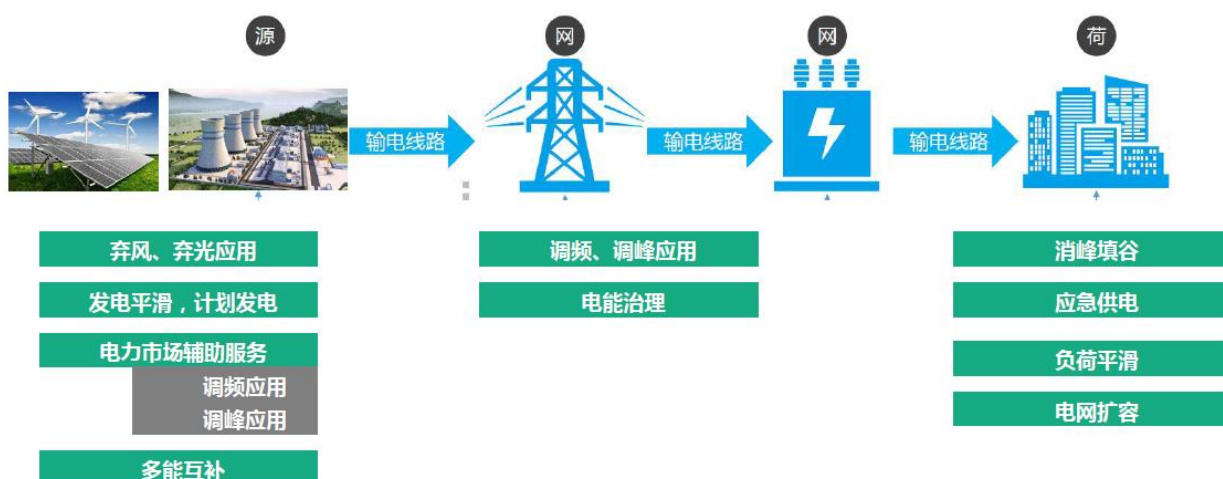 源
网
网
荷
输电线路
输电线路
输电线路
弃风、弃光应用
发电平滑，计划发电
电力市场辅助服务
调频应用
调峰应用
多能互补
调频、调峰应用
电能治理
消峰填谷
应急供电
负荷平滑
电网扩容